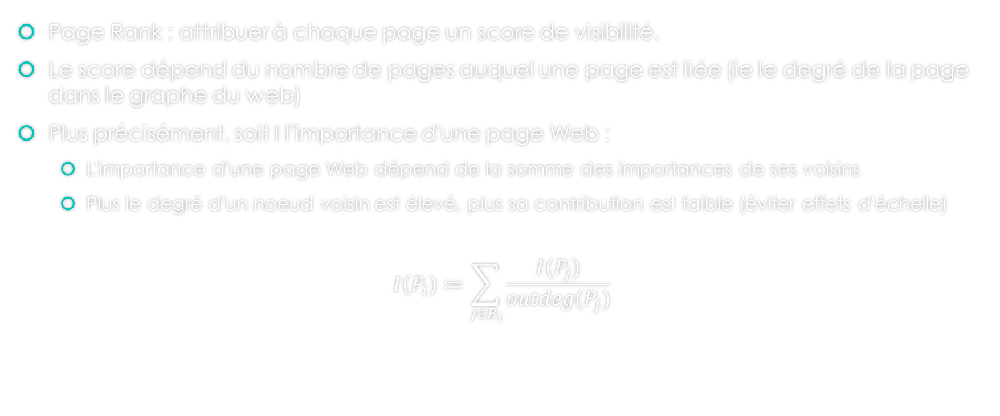 Page Rank : attribuer à chaque page un score de visibilité.
Le score dépend du nombre de pages auquel une page est liée (ie le degré de la page
dans le graphe du web)
Plus précisément, soit I l'importance d'une page Web :
L'importance d'une page Web dépend de la somme des importances de ses voisins
Plus le degré d'un noeud voisin est élevé, plus sa contribution est faible (éviter effets d'échelle)
I(P_i) := ∑_{j∈B_i} I(P_j) / outdeg(P_j)